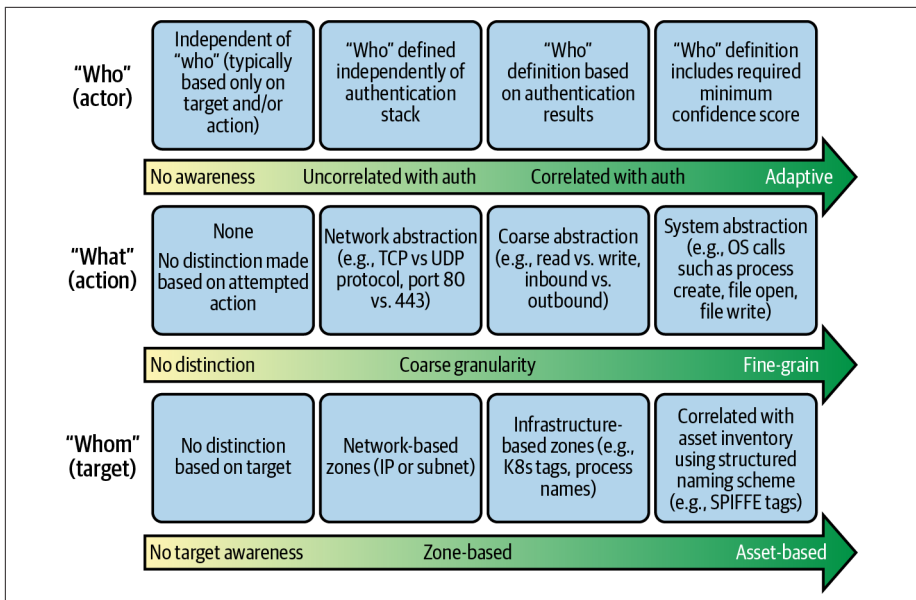 "Who"
(actor)
Independent of
"who" (typically
based only on
target and/or
action)
"Who" defined
independently of
authentication
stack
"Who"
definition based
on authentication
results
"Who" definition
includes required
minimum
confidence score
No awareness
Uncorrelated with auth
Correlated with auth
Adaptive
"What"
(action)
None
No distinction made
based on attempted
action
Network abstraction
(e.g., TCP vs UDP
protocol, port 80
vs. 443)
Coarse abstraction
(e.g., read vs. write,
inbound vs.
outbound)
System abstraction
(e.g., OS calls
such as process
create, file open,
file write)
No distinction
Coarse granularity
Fine-grain
"Whom"
(target)
No distinction
based on target
Network-based
zones (IP or subnet)
Infrastructure-
based zones (e.g.,
K8s tags, process
names)
Correlated with
asset inventory
using structured
naming scheme
(e.g., SPIFFE tags)
No target awareness
Zone-based
Asset-based